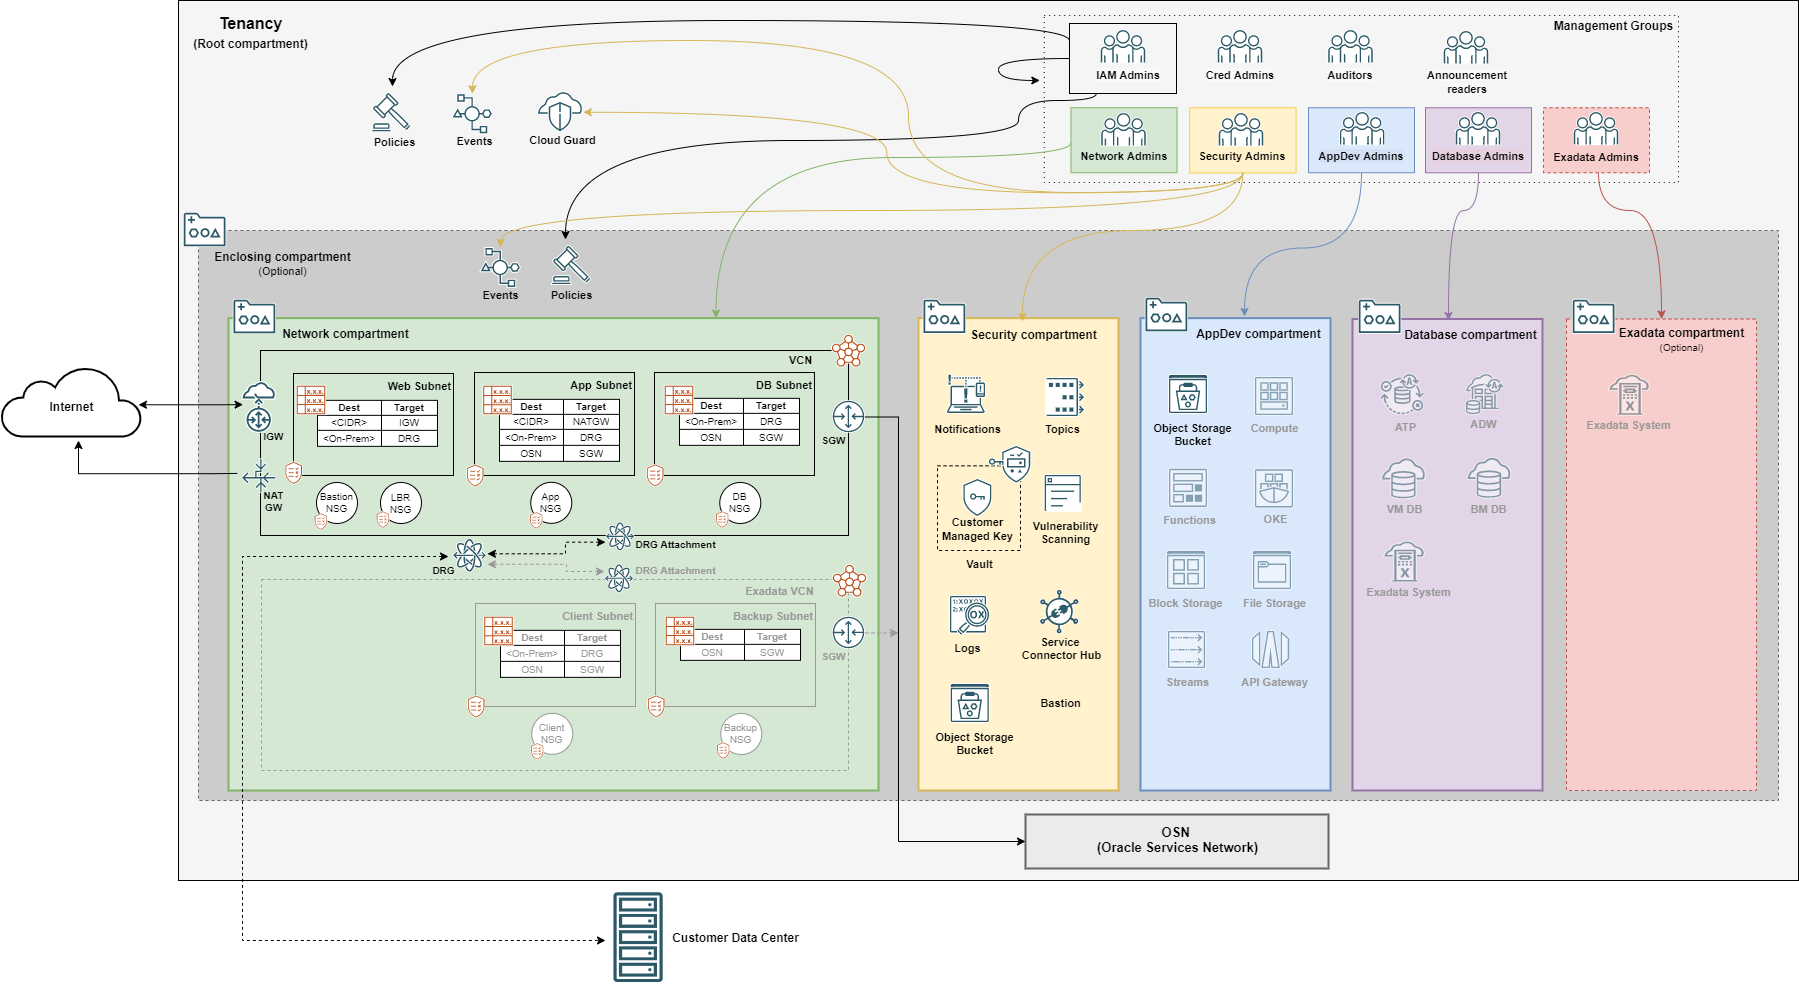 Tenancy
(Root compartment)
Management Groups
IAM Admins
Cred Admins
Auditors
Announcement
readers
Policies
Events
Cloud Guard
Network Admins
Security Admins
AppDev Admins
Database Admins
Exadata Admins
Enclosing compartment
(Optional)
Events
Policies
Network compartment
Security compartment
AppDev compartment
Database compartment
Exadata compartment
(Optional)
Internet
VCN
IGW
NAT
GW
SGW
Web Subnet
x.x.x.
x.x.x.
x.x.x.
Dest Target
<CIDR> IGW
<On-Prem> DRG
App Subnet
x.x.x.
x.x.x.
x.x.x.
Dest Target
<CIDR> NATGW
<On-Prem> DRG
OSN SGW
DB Subnet
x.x.x.
x.x.x.
x.x.x.
Dest Target
<On-Prem> DRG
OSN SGW
Bastion
NSG
LBR
NSG
App
NSG
DB
NSG
DRG
DRG Attachment
DRG Attachment
Exadata VCN
SGW
Client Subnet
x.x.x.
x.x.x.
x.x.x.
Dest Target
<On-Prem> DRG
OSN SGW
Backup Subnet
x.x.x.
x.x.x.
x.x.x.
Dest Target
OSN SGW
Client
NSG
Backup
NSG
Notifications
Topics
Customer
Managed Key
Vault
Vulnerability
Scanning
Logs
Service
Connector Hub
Object Storage
Bucket
Bastion
Object Storage
Bucket
Compute
Functions
OKE
Block Storage
File Storage
Streams
API Gateway
ATP
ADW
VM DB
BM DB
X
Exadata System
X
Exadata System
OSN
(Oracle Services Network)
Customer Data Center